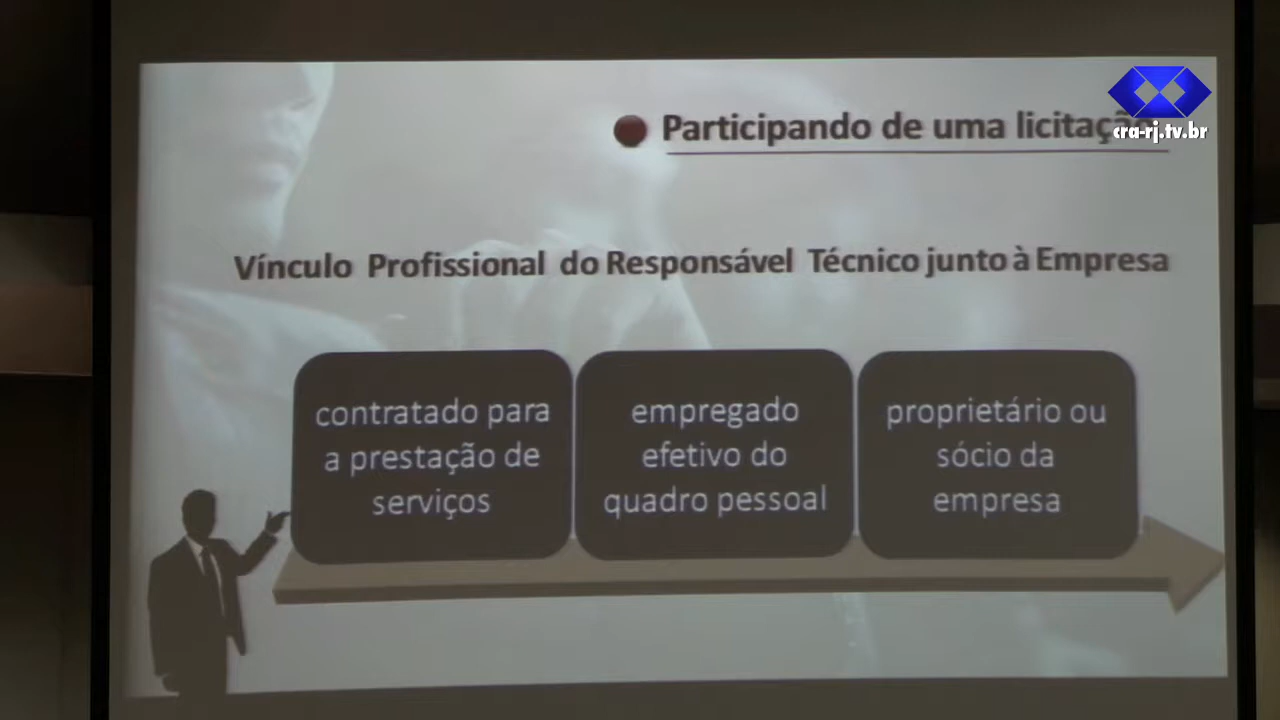 Participando de uma licitação
cra-rj.tv.br
Vínculo Profissional do Responsável Técnico junto à Empresa
contratado para
a prestação de
serviços
empregado
efetivo do
quadro pessoal
proprietário ou
sócio da
empresa